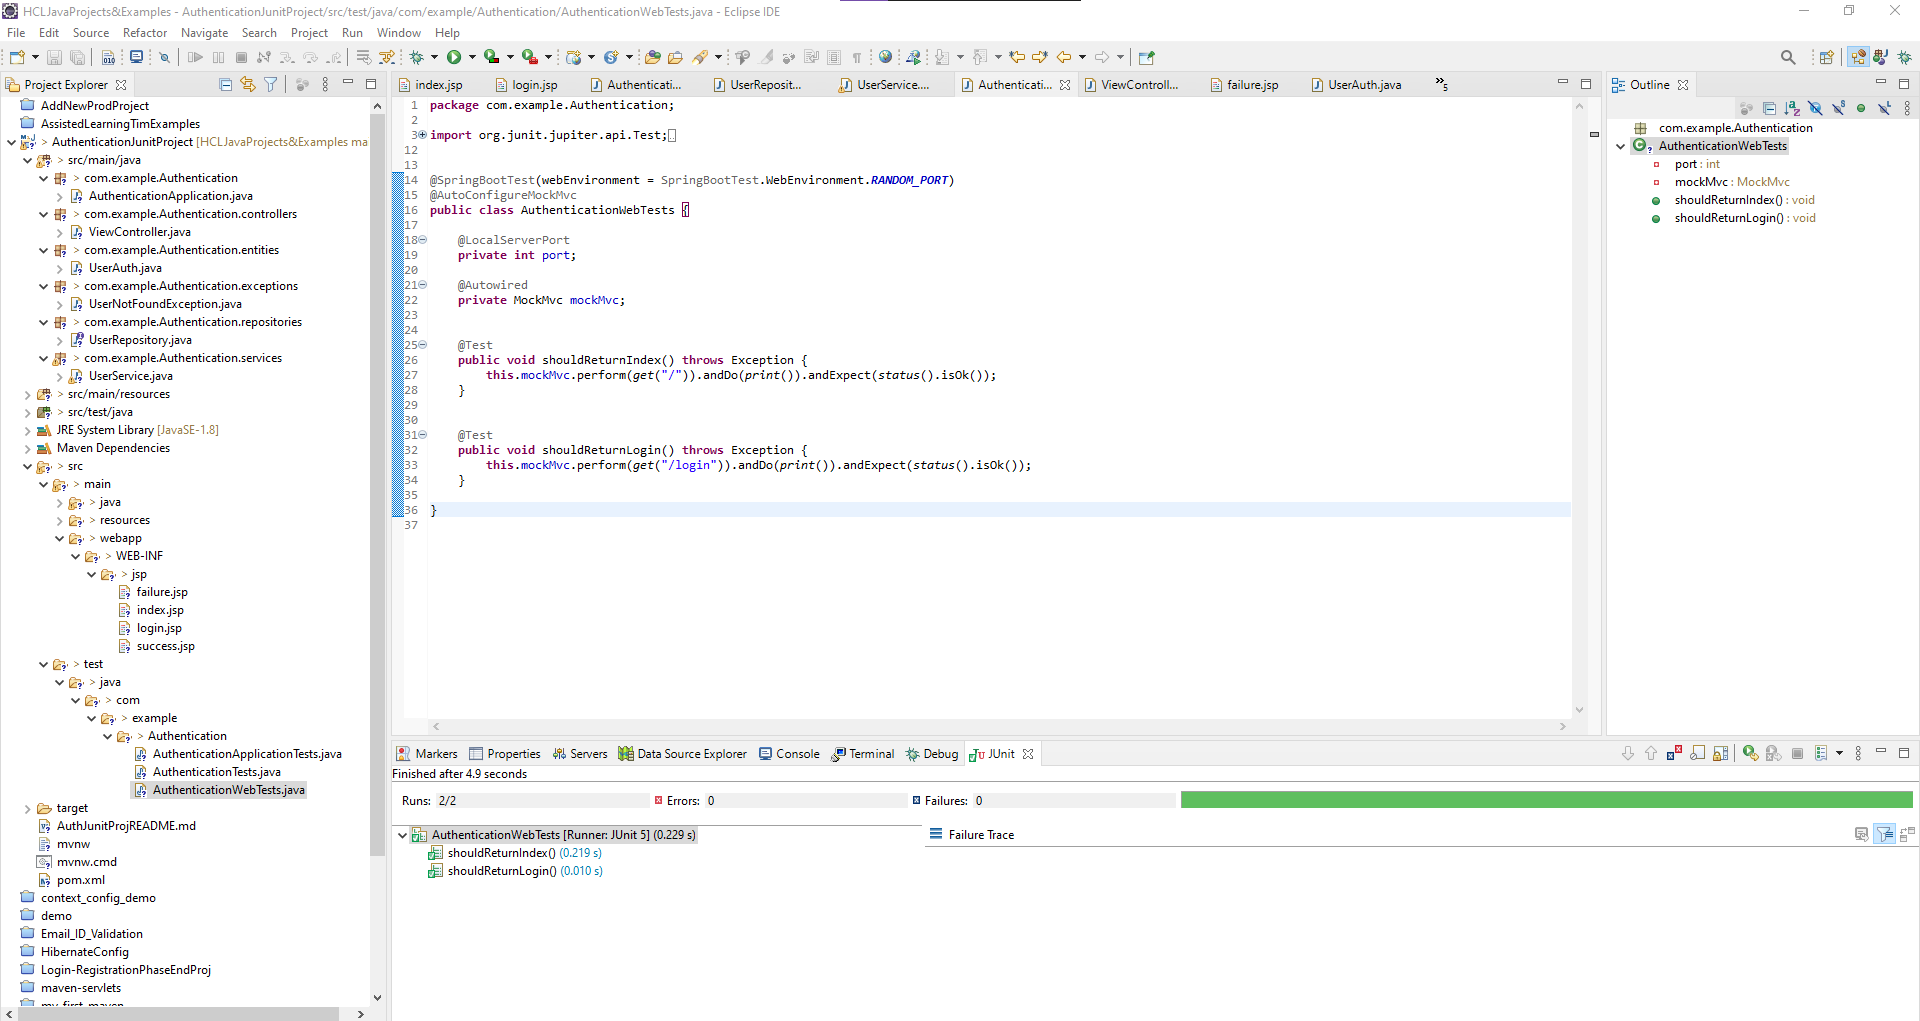 HCLJavaProjects&Examples - AuthenticationJunitProject/src/test/java/com/example/Authentication/AuthenticationWebTests.java - Eclipse IDE
File Edit Source Refactor Navigate Search Project Run Window Help
Project Explorer
AddNewProdProject
AssistedLearningTimExamples
> AuthenticationJunitProject [HCLJavaProjects&Examples ma
> src/main/java
> com.example.Authentication
AuthenticationApplication.java
> com.example.Authentication.controllers
ViewController.java
> com.example.Authentication.entities
UserAuth.java
> com.example.Authentication.exceptions
UserNotFoundException.java
> com.example.Authentication.repositories
UserRepository.java
> com.example.Authentication.services
UserService.java
> src/main/resources
> src/test/java
JRE System Library [JavaSE-1.8]
Maven Dependencies
> src
> main
> java
> resources
> webapp
> WEB-INF
> jsp
failure.jsp
index.jsp
login.jsp
success.jsp
> test
> java
> com
> example
> Authentication
AuthenticationApplicationTests.java
AuthenticationTests.java
AuthenticationWebTests.java
target
AuthJunitProjREADME.md
mvnw
mvnw.cmd
pom.xml
context_config_demo
demo
Email_ID_Validation
HibernateConfig
Login-RegistrationPhaseEndProj
maven-servlets
my_first_maven
index.jsp login.jsp Authenticati... UserReposit... UserService.... Authenticati... ViewControll... failure.jsp UserAuth.java »5
1 package com.example.Authentication;
2
3 import org.junit.jupiter.api.Test;
12
13
14 @SpringBootTest(webEnvironment = SpringBootTest.WebEnvironment.RANDOM_PORT)
15 @AutoConfigureMockMvc
16 public class AuthenticationWebTests {
17
18 @LocalServerPort
19 private int port;
20
21 @Autowired
22 private MockMvc mockMvc;
23
24
25 @Test
26 public void shouldReturnIndex() throws Exception {
27 this.mockMvc.perform(get("/")).andDo(print()).andExpect(status().isOk());
28 }
29
30
31 @Test
32 public void shouldReturnLogin() throws Exception {
33 this.mockMvc.perform(get("/login")).andDo(print()).andExpect(status().isOk());
34 }
35
36 }
37
Outline
com.example.Authentication
AuthenticationWebTests
port : int
mockMvc : MockMvc
shouldReturnIndex() : void
shouldReturnLogin() : void
Markers Properties Servers Data Source Explorer Console Terminal Debug JUnit
Finished after 4.9 seconds
Runs: 2/2 Errors: 0 Failures: 0
AuthenticationWebTests [Runner: JUnit 5] (0.229 s)
shouldReturnIndex() (0.219 s)
shouldReturnLogin() (0.010 s)
Failure Trace